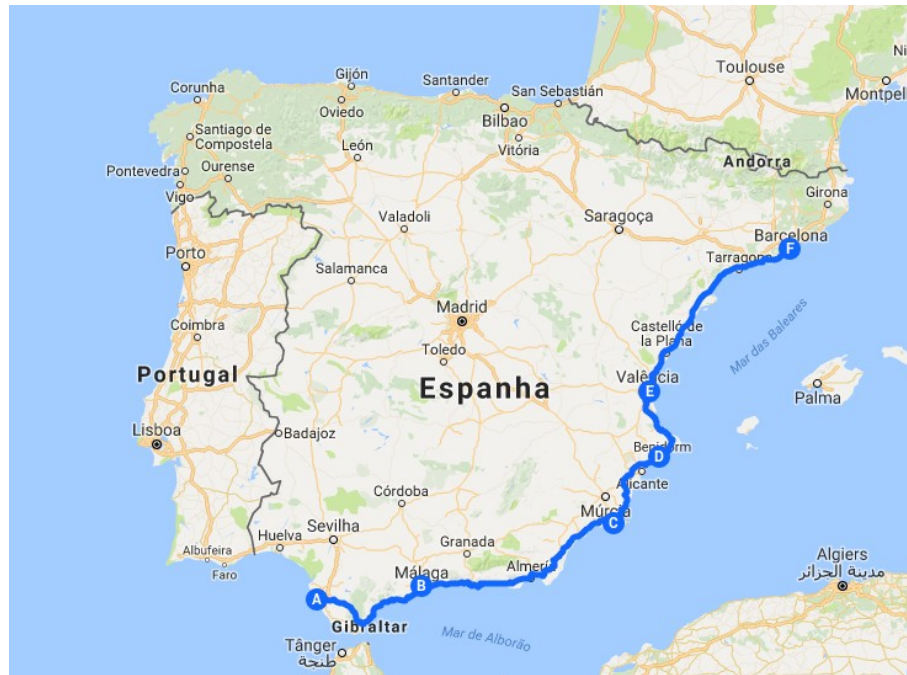 Toulouse
Ni
Montpel
Gijón
Santander
San Sebastián
Corunha
Oviedo
Bilbao
Santiago de
Compostela
León
Vitória
Andorra
Ourense
Pontevedra
Vigo
Girona
Valadoli
Saragoça
Barcelona
F
Porto
Tarragona
Salamanca
Madrid
Mar das Baleares
Coimbra
Castelló de
la Plana
Toledo
Portugal
Espanha
Valência
E
Palma
Lisboa
Badajoz
Benidorm
D
Alicante
Córdoba
Múrcia
C
Huelva
Sevilha
Granada
Albufeira
Faro
Málaga
Almería
Algiers
مدينة الجزائر
B
A
Gibraltar
Mar de Alborão
Tânger
طنجة